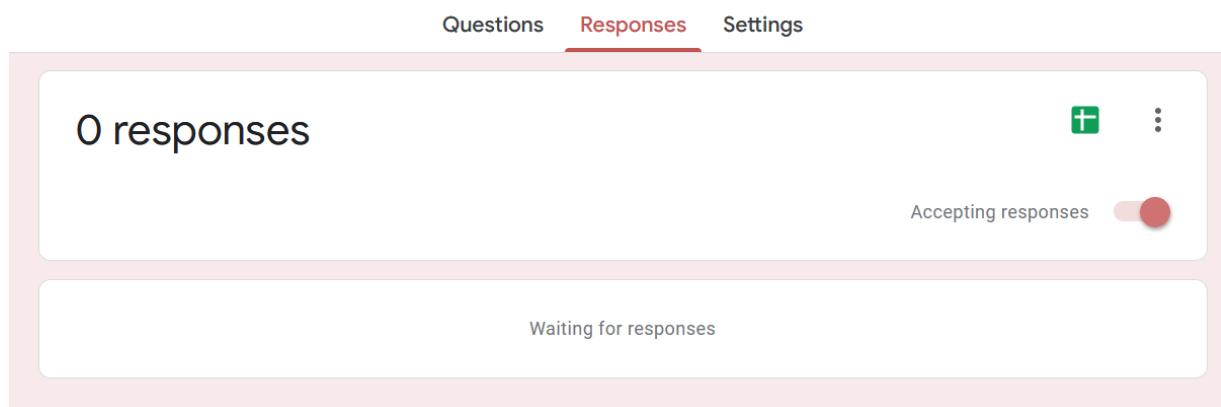 Questions Responses Settings
0 responses
Accepting responses
Waiting for responses